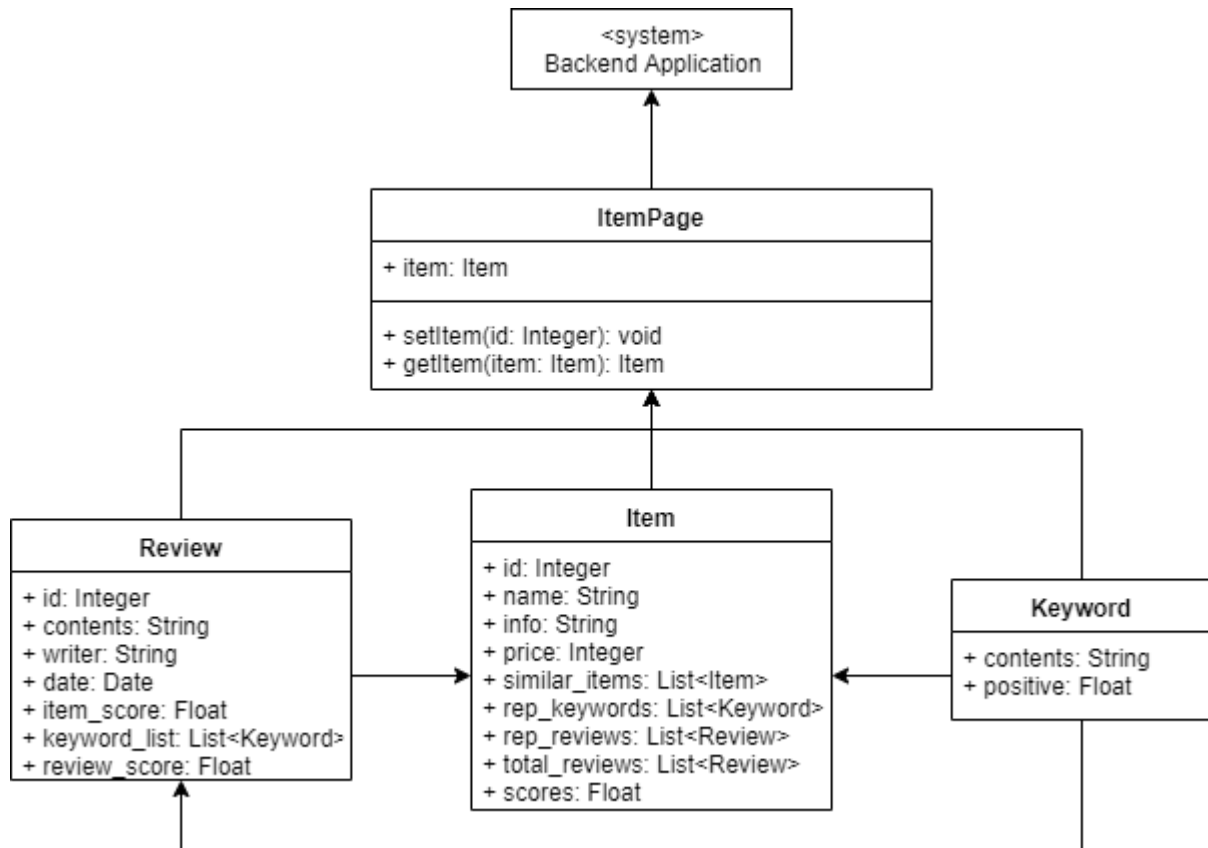 <system>
Backend Application
ItemPage
+ item: Item
+ setItem(id: Integer): void
+ getItem(item: Item): Item
Review
+ id: Integer
+ contents: String
+ writer: String
+ date: Date
+ item_score: Float
+ keyword_list: List<Keyword>
+ review_score: Float
Item
+ id: Integer
+ name: String
+ info: String
+ price: Integer
+ similar_items: List<Item>
+ rep_keywords: List<Keyword>
+ rep_reviews: List<Review>
+ total_reviews: List<Review>
+ scores: Float
Keyword
+ contents: String
+ positive: Float